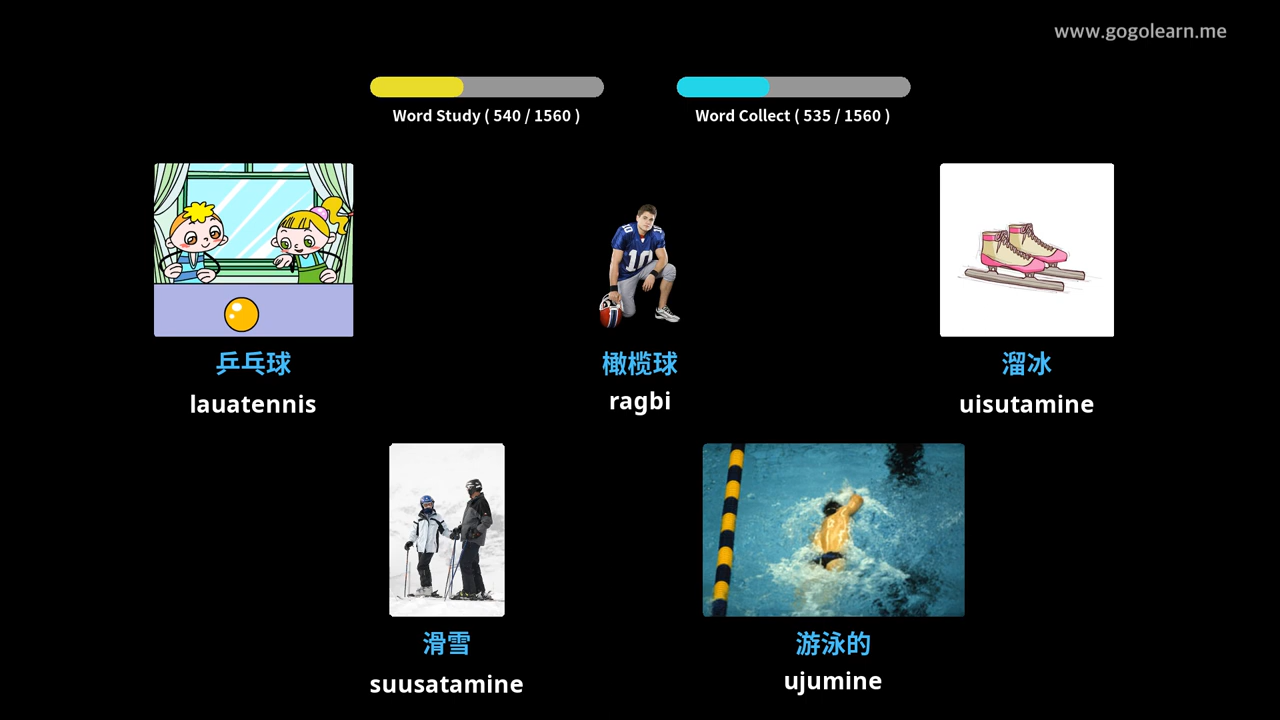 www.gogolearn.me
Word Study ( 540 / 1560 )
Word Collect ( 535 / 1560 )
乒乓球
lauatennis
橄榄球
ragbi
溜冰
uisutamine
滑雪
suusatamine
游泳的
ujumine